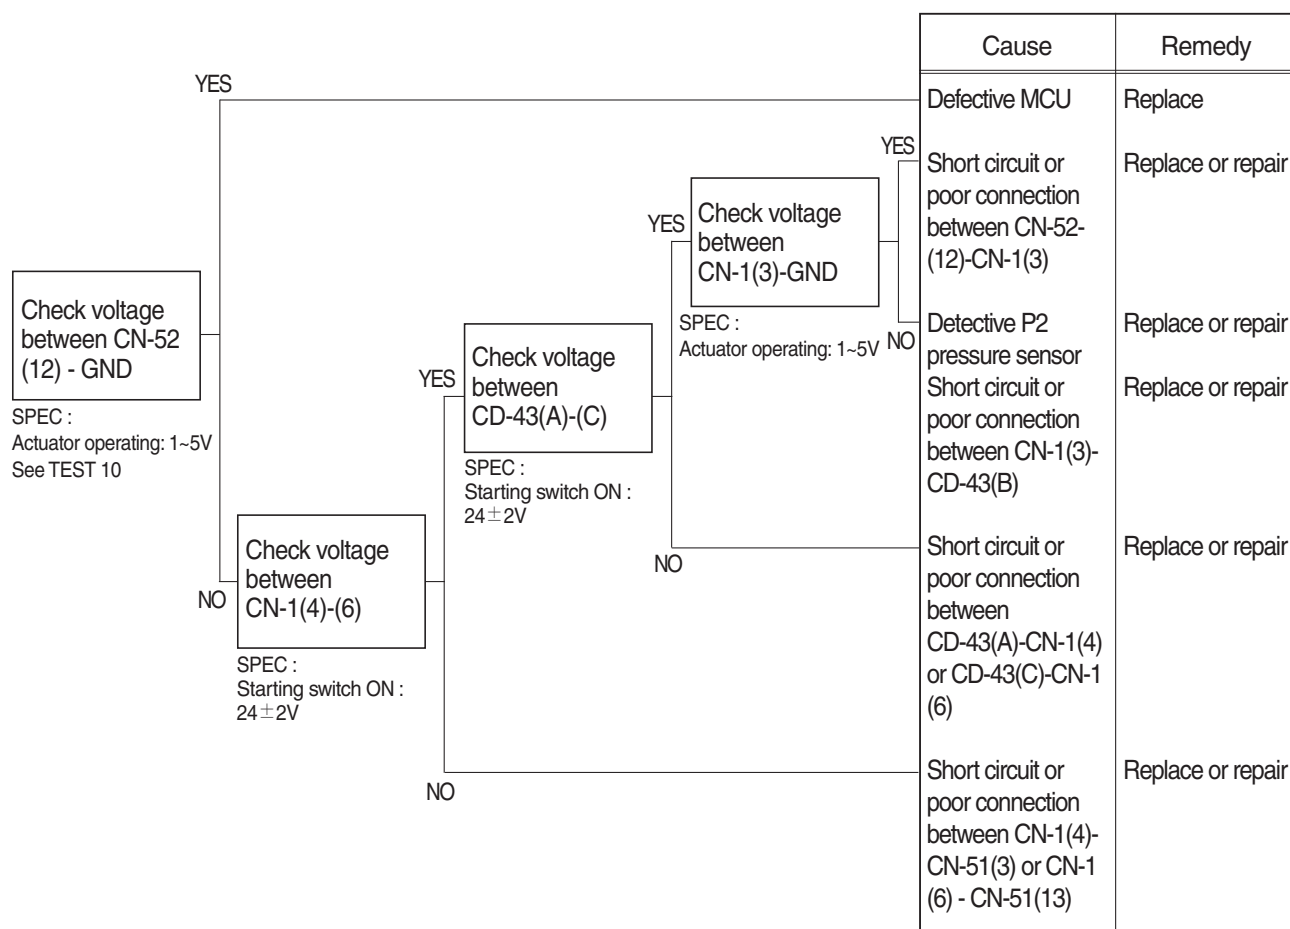 Cause
Remedy
YES
Defective MCU
Replace
YES
Short circuit or
poor connection
between CN-52-
(12)-CN-1(3)
Replace or repair
YES
Check voltage
between
CN-1(3)-GND
SPEC :
Actuator operating: 1~5V
NO
Detective P2
pressure sensor
Replace or repair
Short circuit or
poor connection
between CN-1(3)-
CD-43(B)
Replace or repair
Check voltage
between CN-52
(12) - GND
SPEC :
Actuator operating: 1~5V
See TEST 10
YES
Check voltage
between
CD-43(A)-(C)
SPEC :
Starting switch ON :
24±2V
NO
Short circuit or
poor connection
between
CD-43(A)-CN-1(4)
or CD-43(C)-CN-1
(6)
Replace or repair
NO
Check voltage
between
CN-1(4)-(6)
SPEC :
Starting switch ON :
24±2V
NO
Short circuit or
poor connection
between CN-1(4)-
CN-51(3) or CN-1
(6) - CN-51(13)
Replace or repair